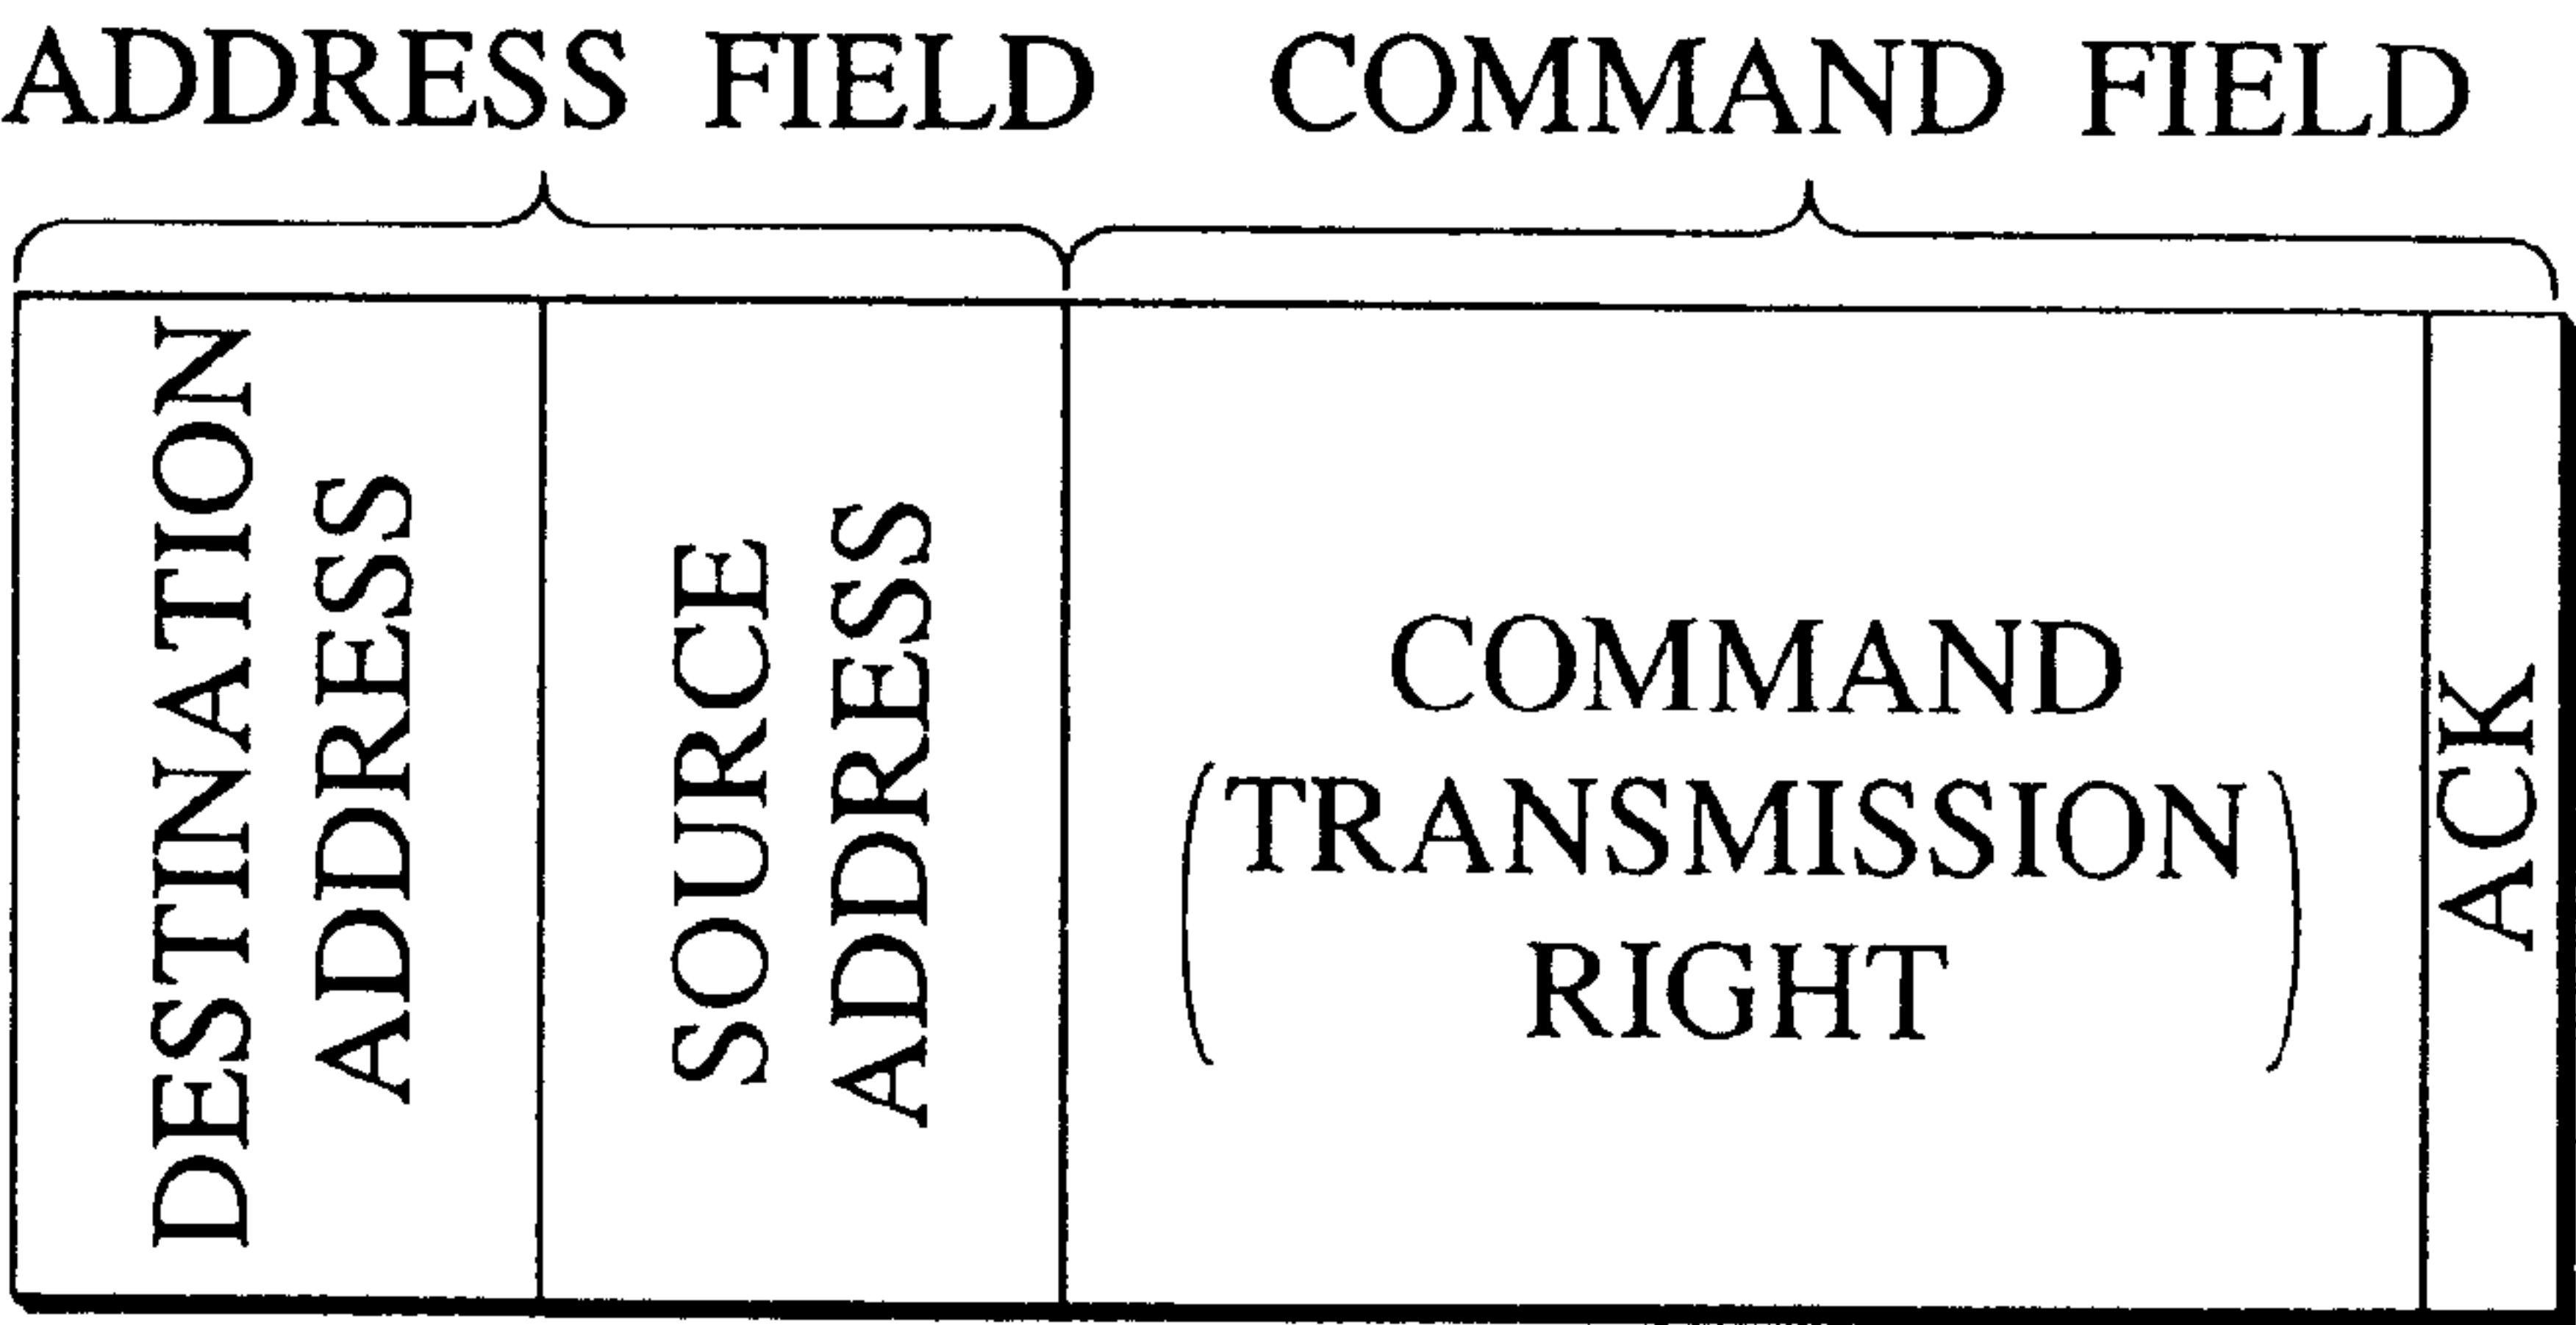 ADDRESS FIELD COMMAND FIELD
DESTINATION
ADDRESS
SOURCE
ADDRESS
COMMAND
(TRANSMISSION
RIGHT)
ACK